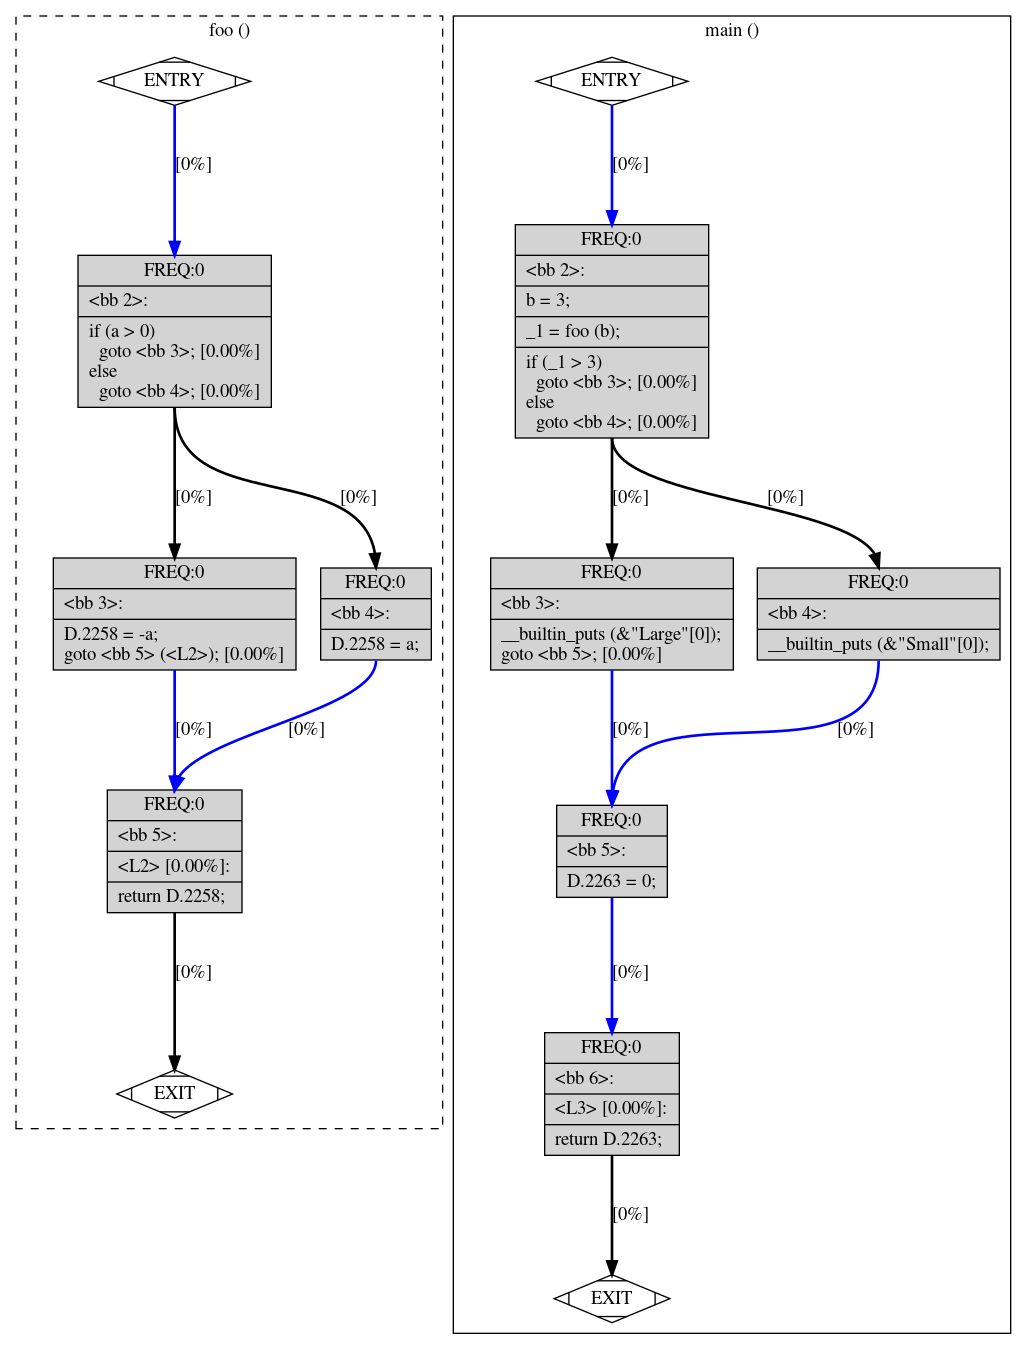 foo ()
ENTRY
[0%]
FREQ:0
<bb 2>:
if (a > 0)
goto <bb 3>; [0.00%]
else
goto <bb 4>; [0.00%]
[0%]
[0%]
FREQ:0
<bb 3>:
D.2258 = -a;
goto <bb 5> (<L2>); [0.00%]
FREQ:0
<bb 4>:
D.2258 = a;
[0%]
[0%]
FREQ:0
<bb 5>:
<L2> [0.00%]:
return D.2258;
[0%]
EXIT
main ()
ENTRY
[0%]
FREQ:0
<bb 2>:
b = 3;
_1 = foo (b);
if (_1 > 3)
goto <bb 3>; [0.00%]
else
goto <bb 4>; [0.00%]
[0%]
[0%]
FREQ:0
<bb 3>:
__builtin_puts (&"Large"[0]);
goto <bb 5>; [0.00%]
FREQ:0
<bb 4>:
__builtin_puts (&"Small"[0]);
[0%]
[0%]
FREQ:0
<bb 5>:
D.2263 = 0;
[0%]
FREQ:0
<bb 6>:
<L3> [0.00%]:
return D.2263;
[0%]
EXIT